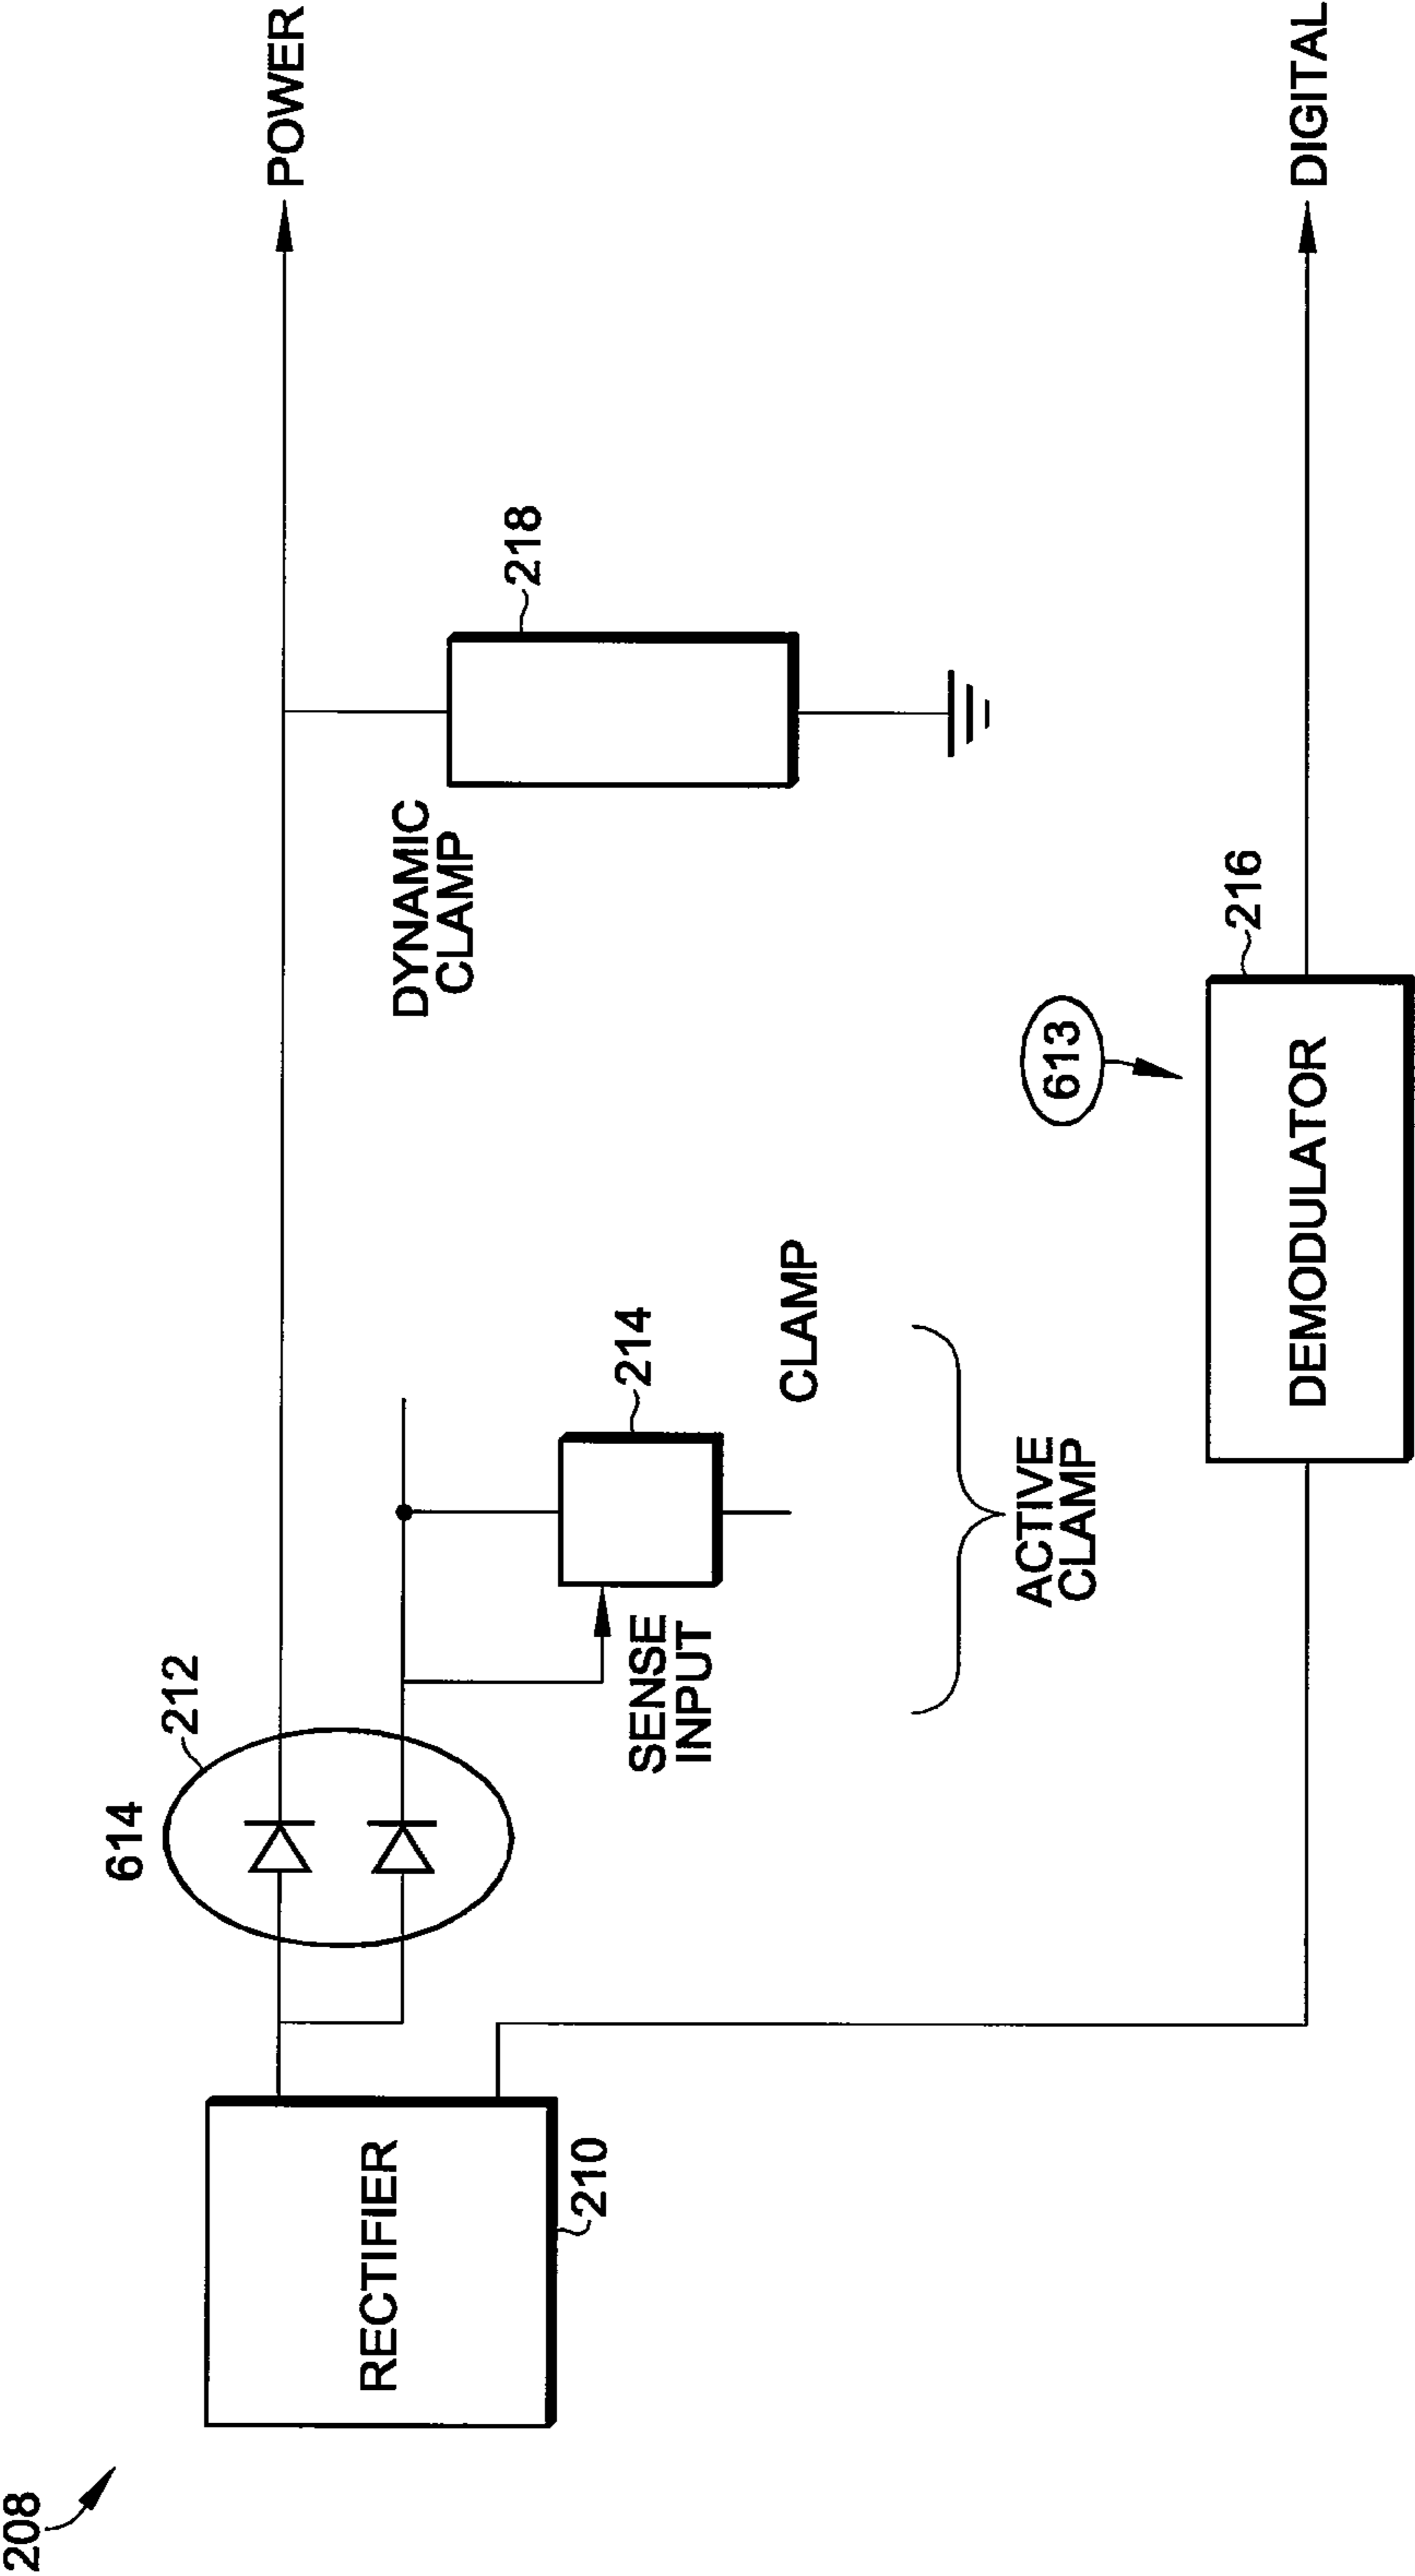 208
RECTIFIER
210
614
212
SENSE
INPUT
214
CLAMP
ACTIVE
CLAMP
DYNAMIC
CLAMP
218
POWER
613
DEMODULATOR
216
DIGITAL